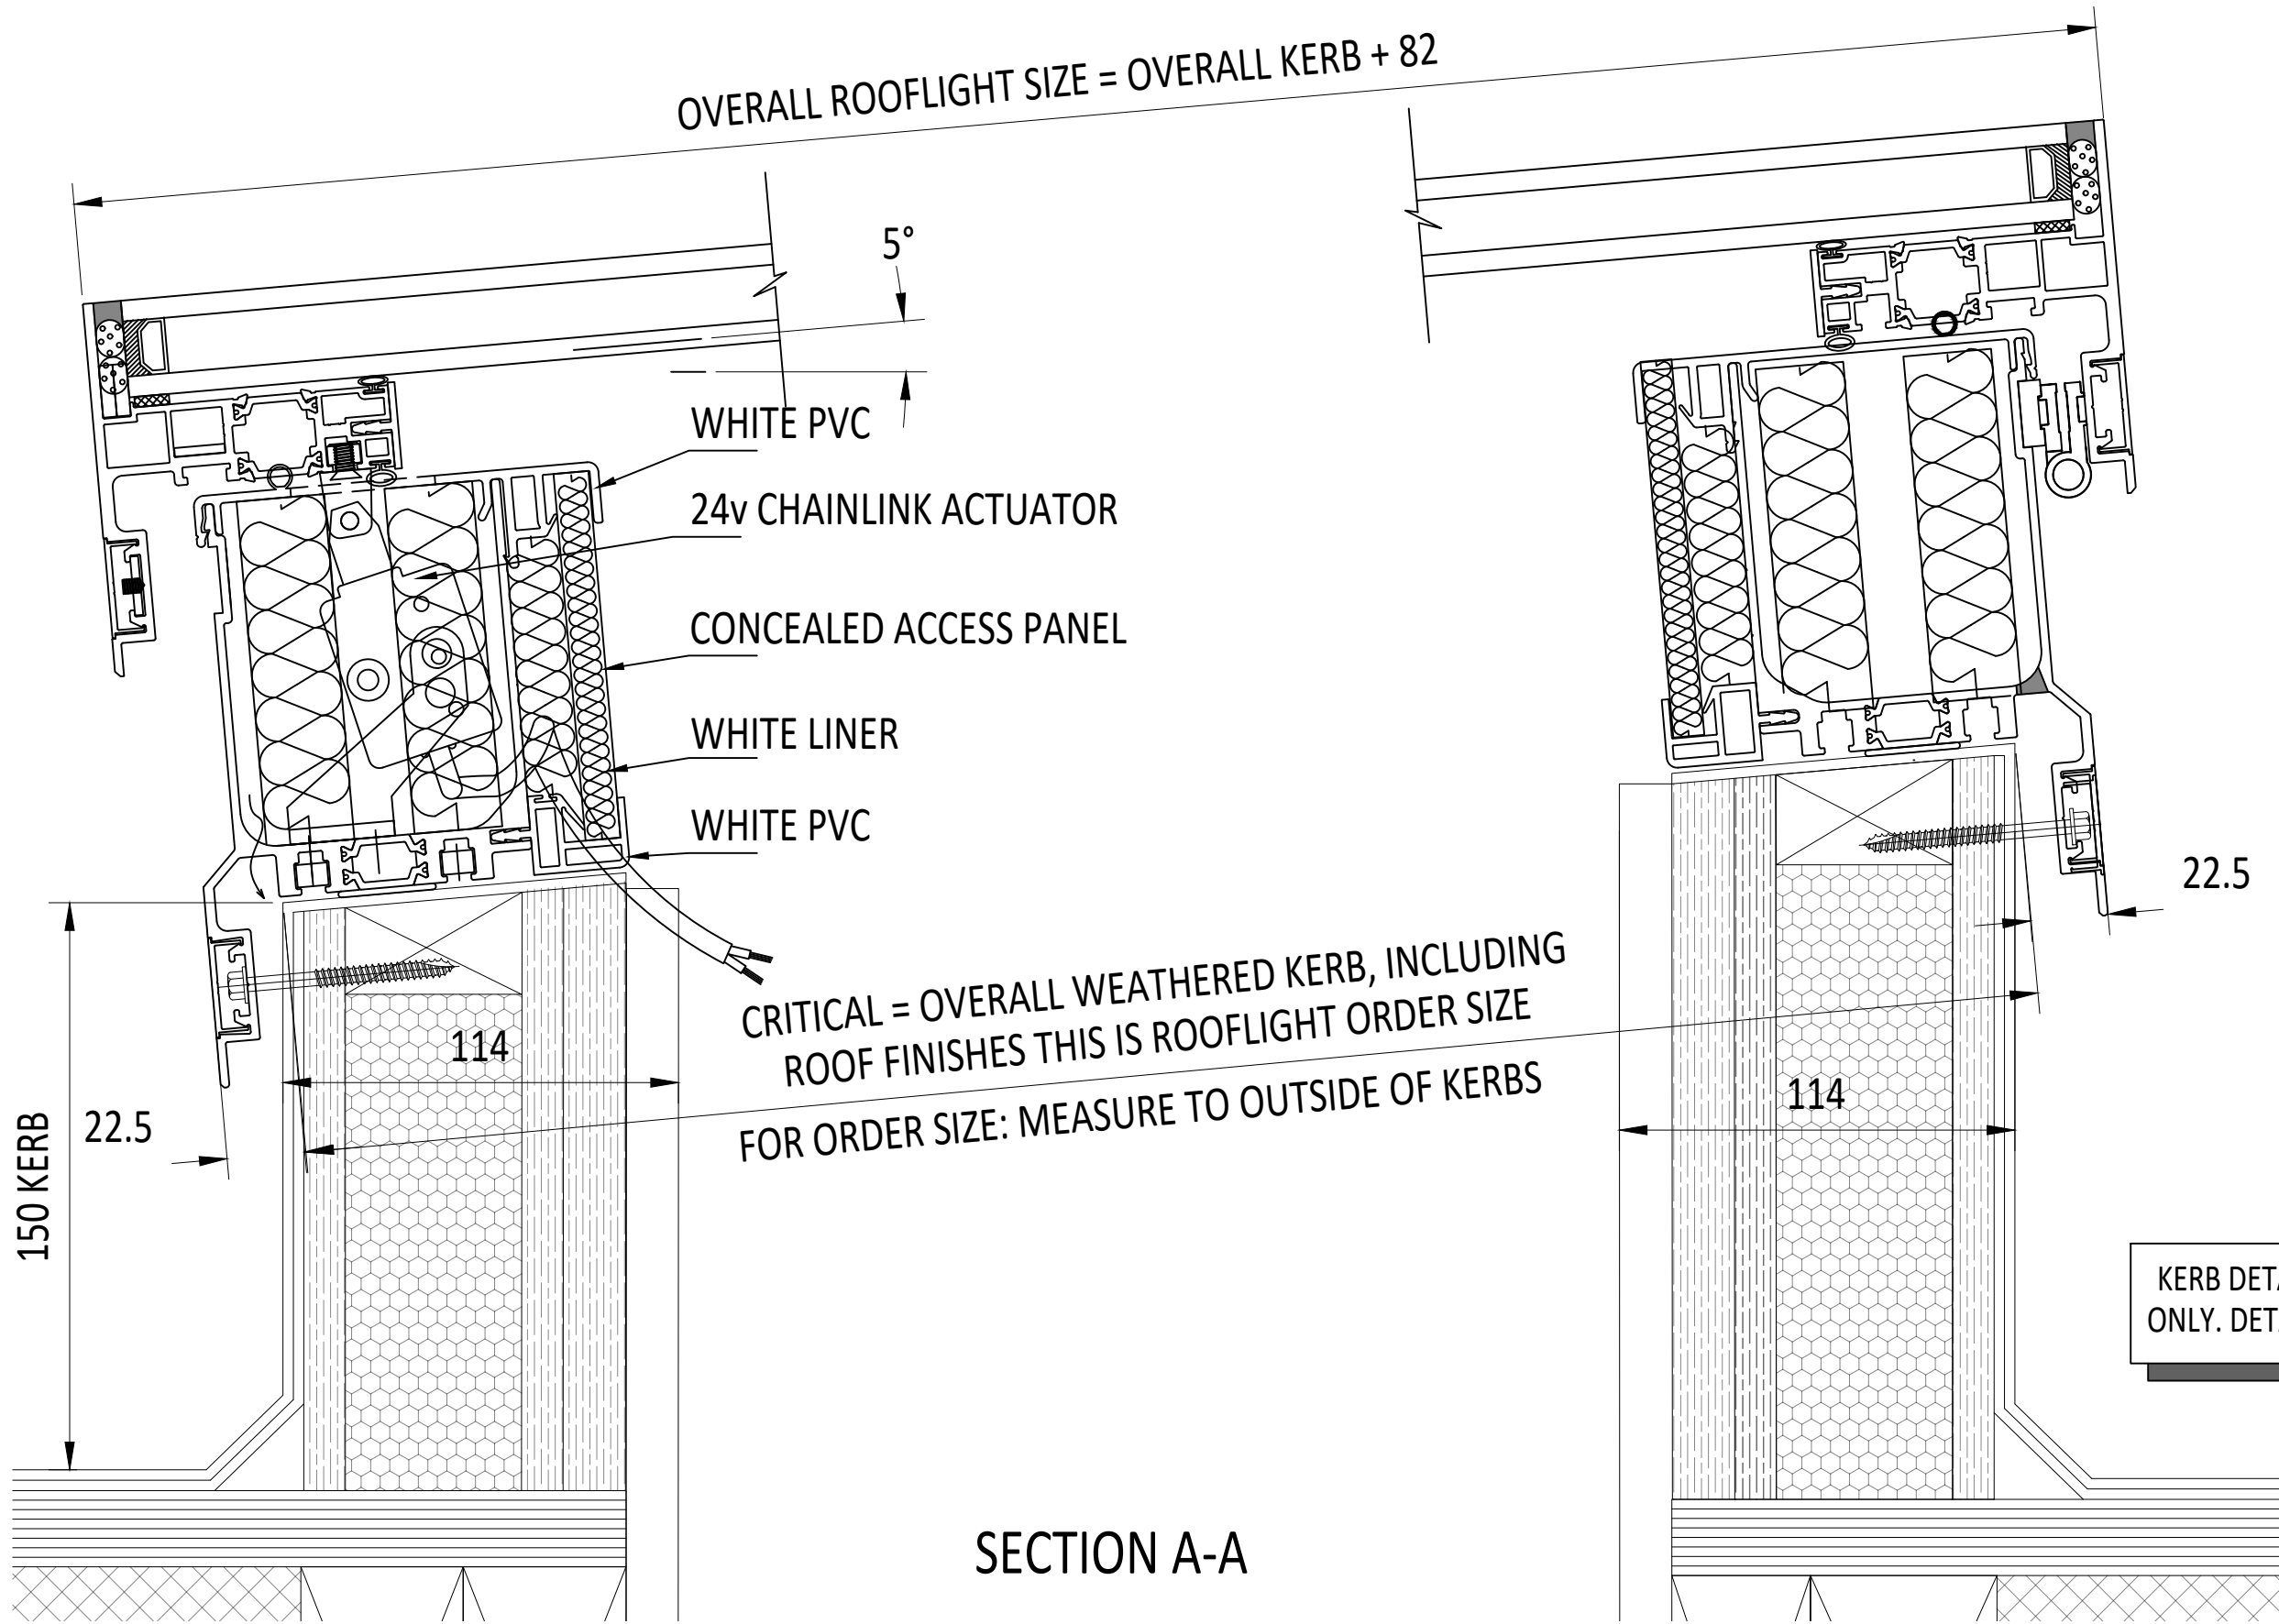 OVERALL ROOFLIGHT SIZE = OVERALL KERB + 82
5°
WHITE PVC
24v CHAINLINK ACTUATOR
CONCEALED ACCESS PANEL
WHITE LINER
WHITE PVC
22.5
CRITICAL = OVERALL WEATHERED KERB, INCLUDING
ROOF FINISHES THIS IS ROOFLIGHT ORDER SIZE
FOR ORDER SIZE: MEASURE TO OUTSIDE OF KERBS
114
114
22.5
150 KERB
KERB
ONLY.
SECTION A-A